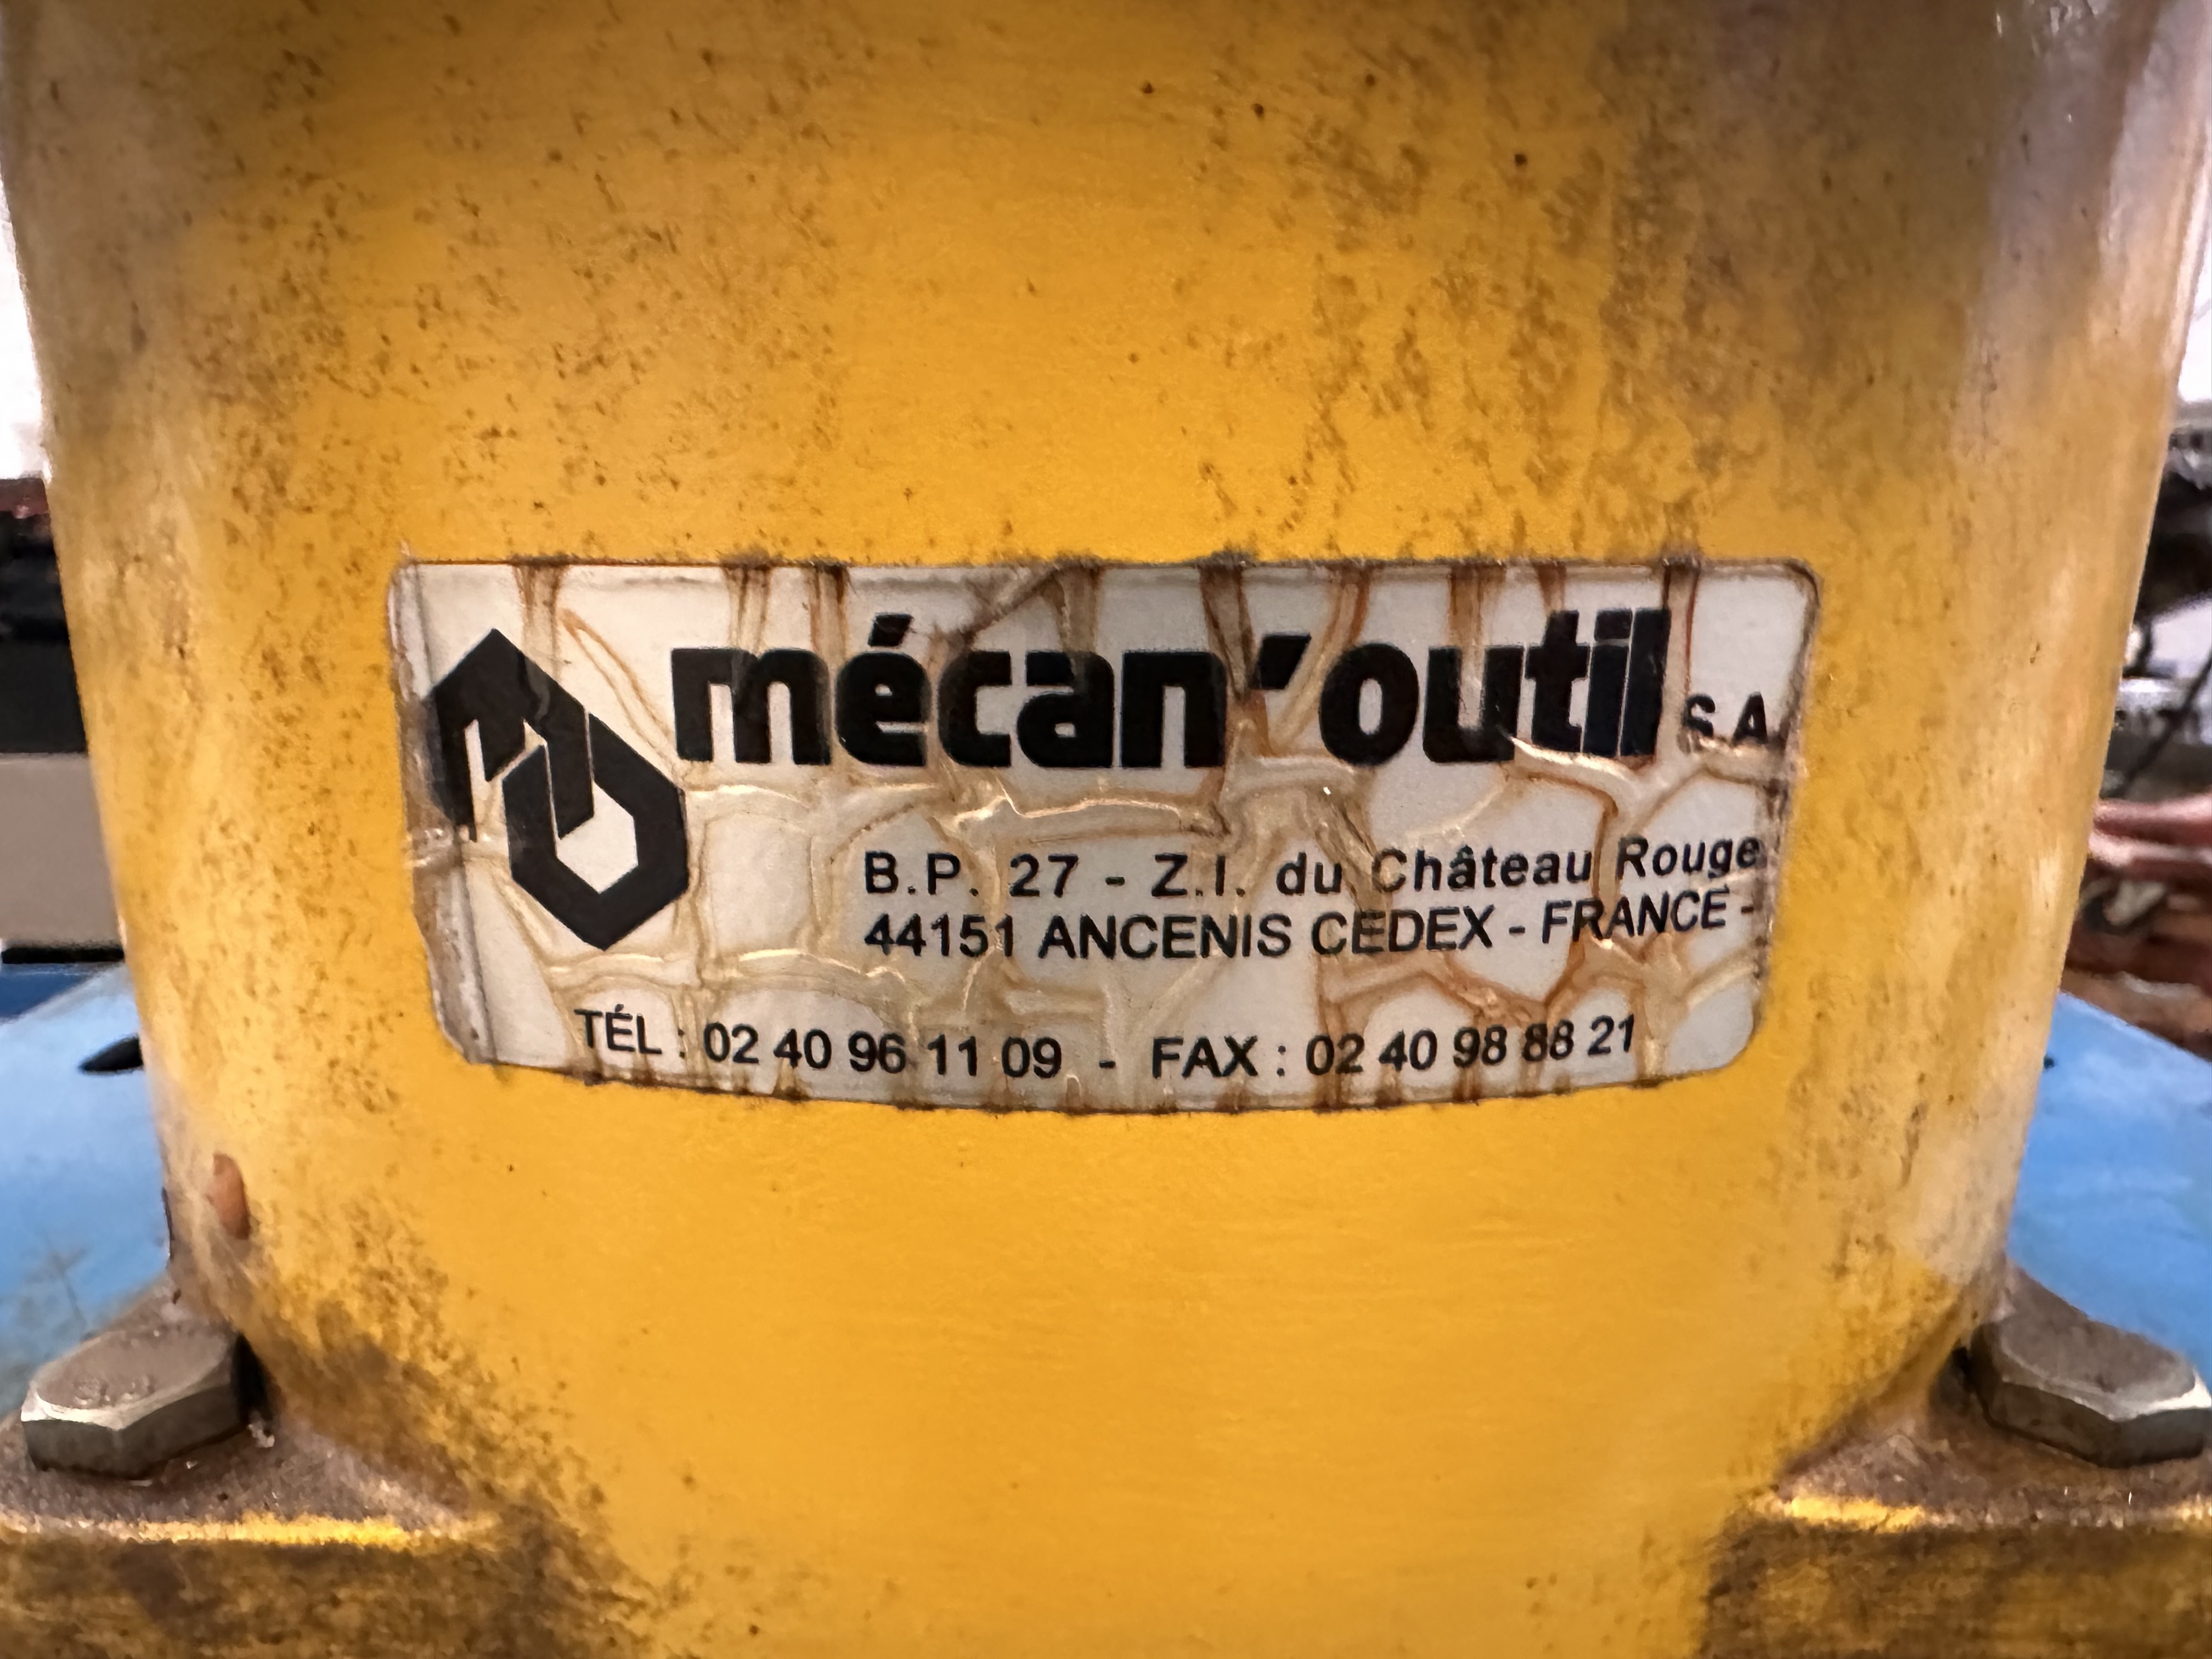 mécan'outil S.A.
B.P. 27 - Z.I. du Château Rouge
44151 ANCENIS CEDEX - FRANCE -
TÉL : 02 40 96 11 09 - FAX : 02 40 98 88 21